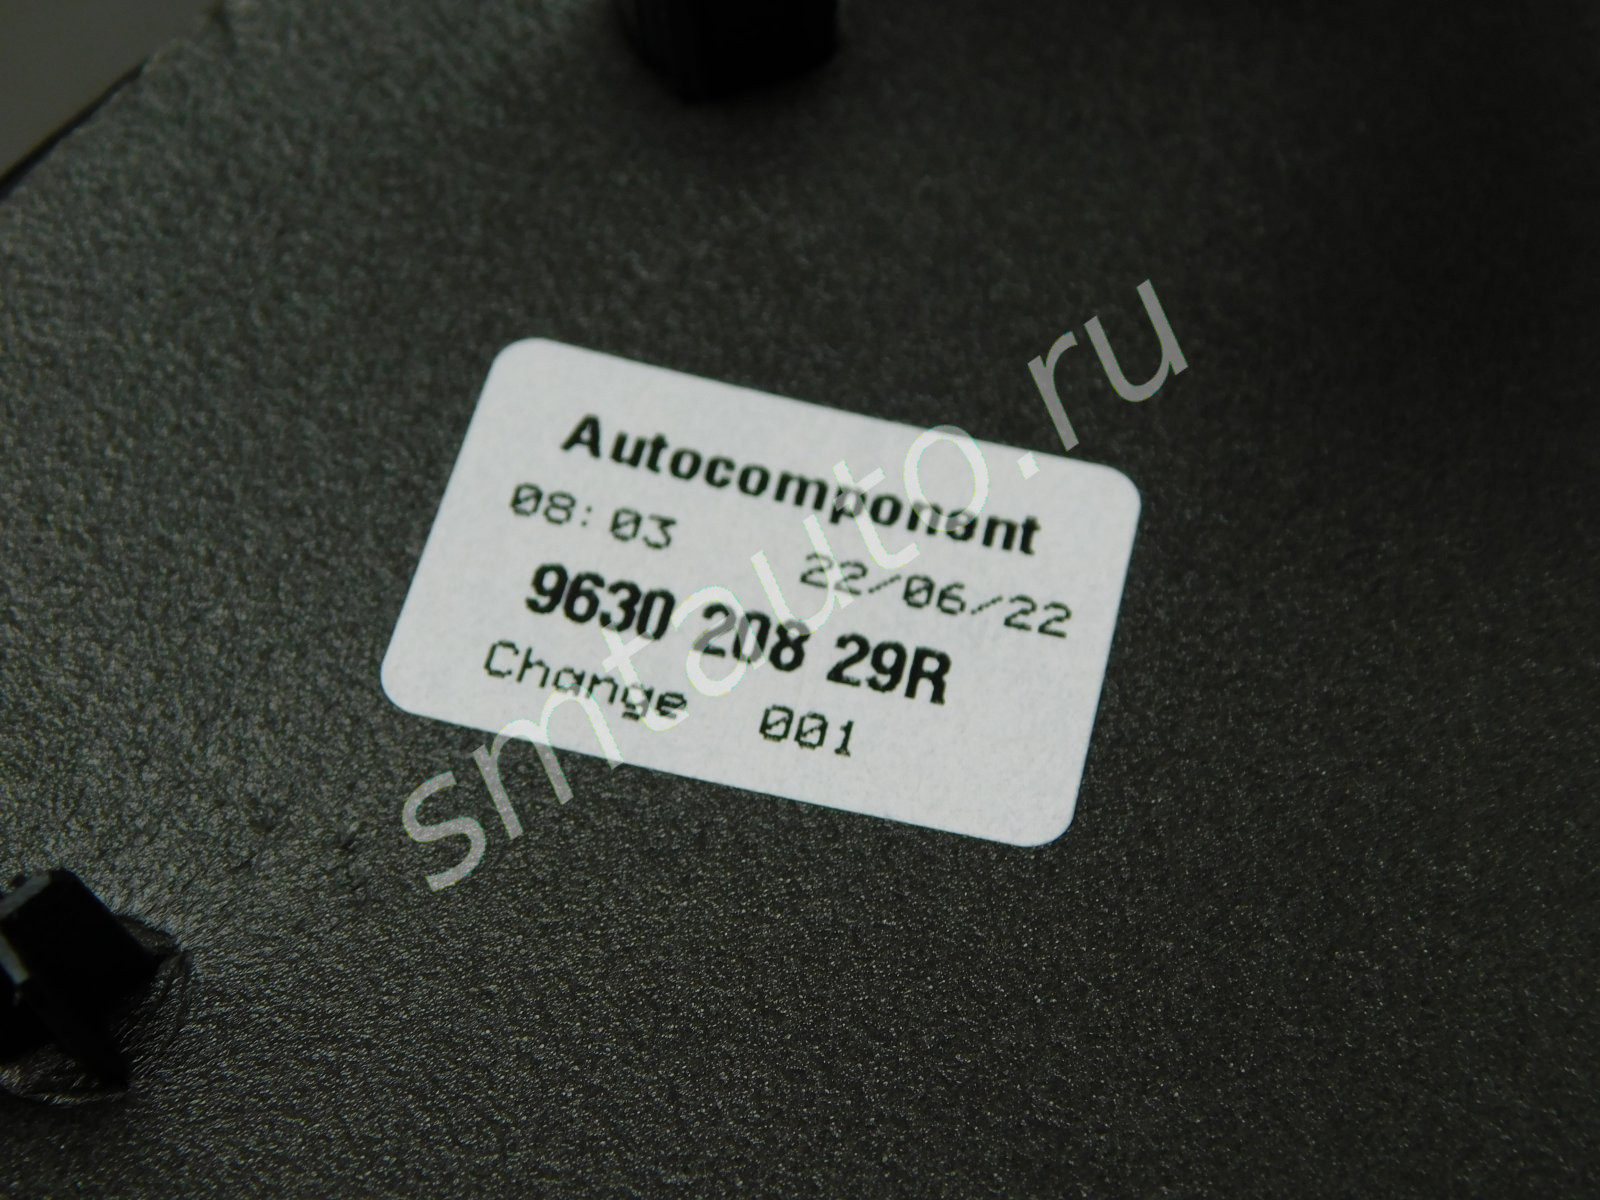 Autocomponent
08:03 22/06/22
9630 208 29R
Change 001
smtauto.ru